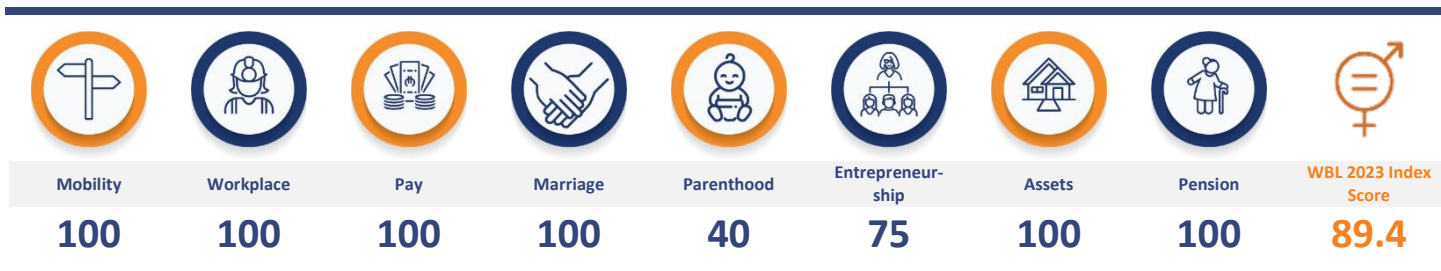 Mobility
Workplace
Pay
Marriage
Parenthood
Entrepreneur-
ship
Assets
Pension
WBL 2023 Index
Score
100
100
100
100
40
75
100
100
89.4